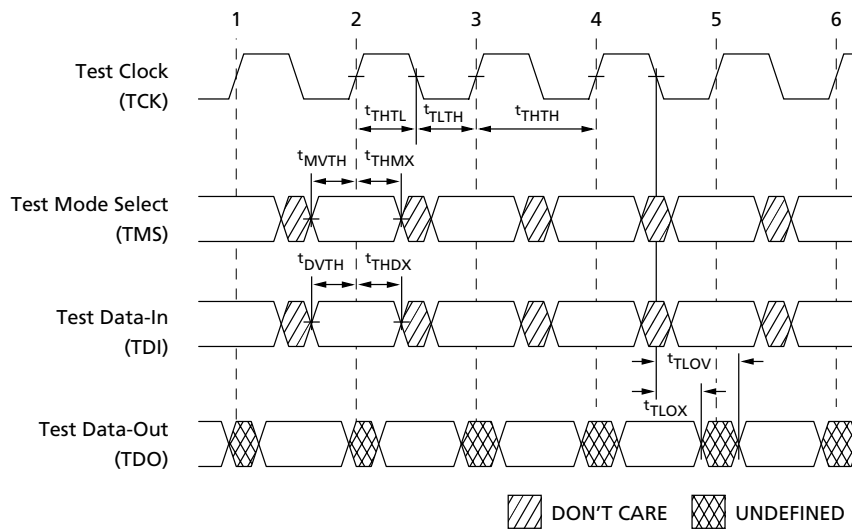 1 2 3 4 5 6
Test Clock
(TCK)
tTHTL tTLTH tTHTH
tMVTH tTHMX
Test Mode Select
(TMS)
tDVTH tTHDX
Test Data-In
(TDI)
tTLOV
tTLOX
Test Data-Out
(TDO)
DON'T CARE UNDEFINED